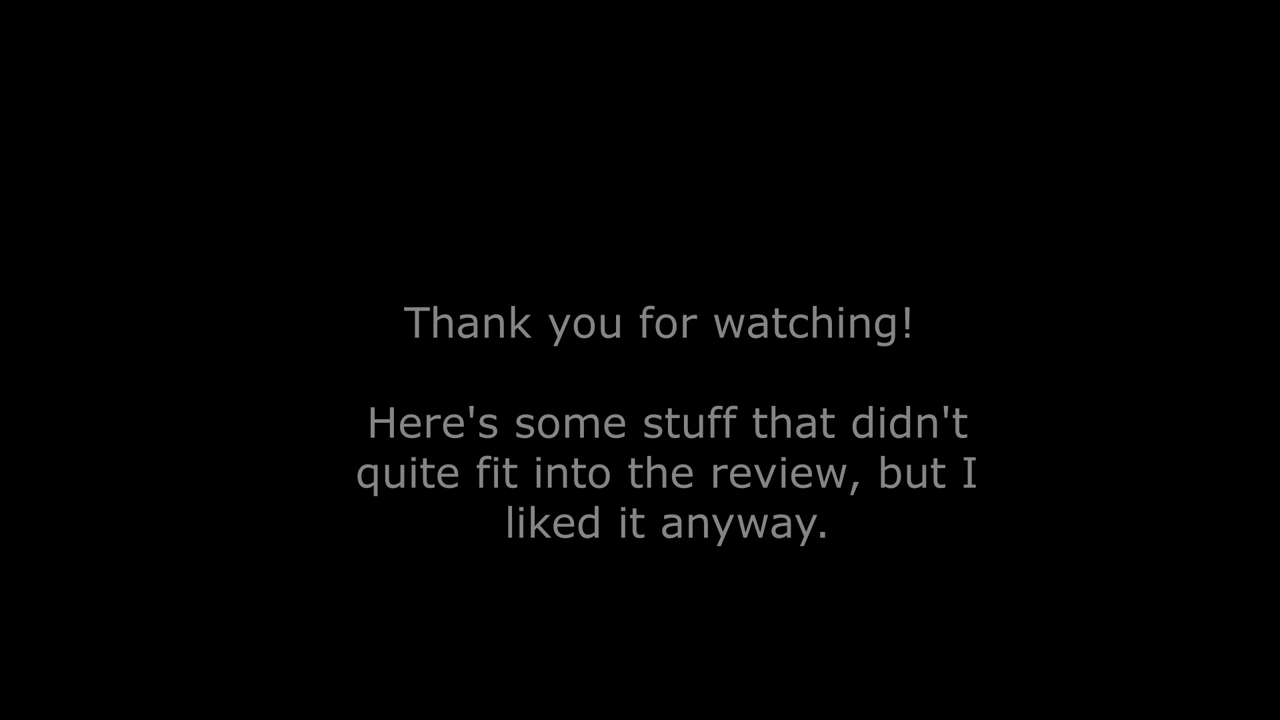 Thank you for watching!
Here's some stuff that didn't
quite fit into the review, but I
liked it anyway.